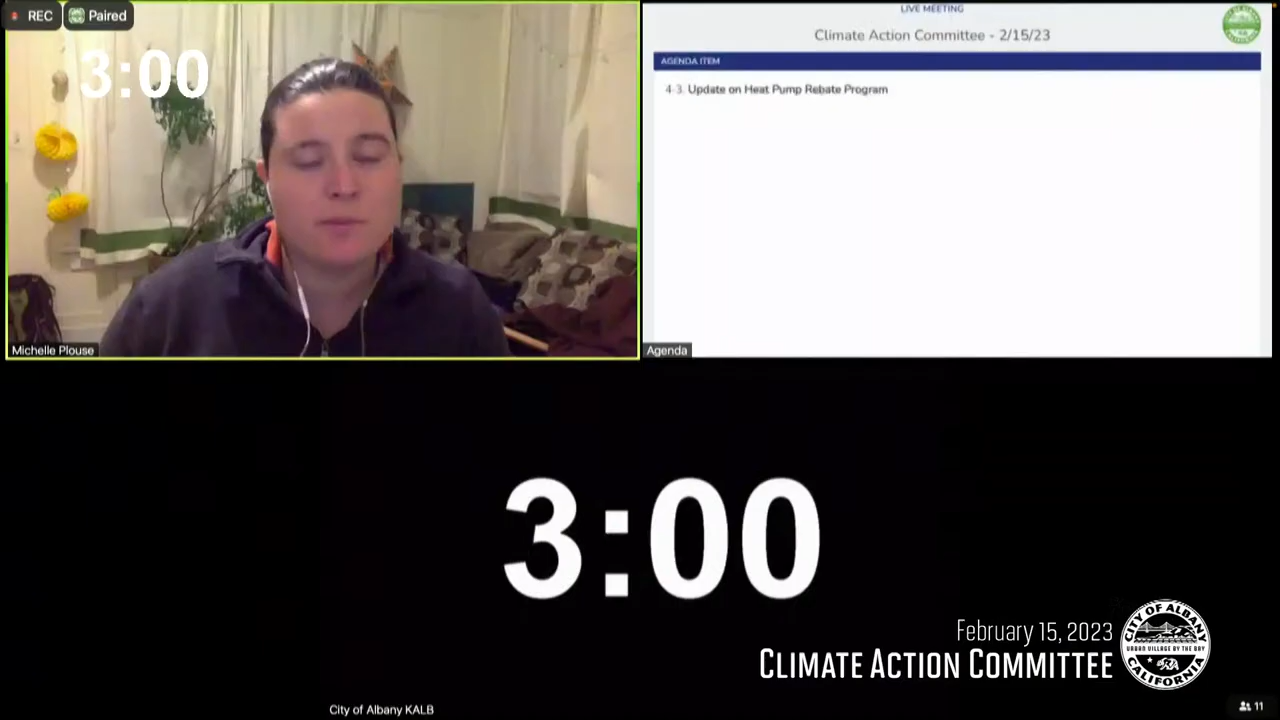 REC
Paired
3:00
Michelle Plouse
LIVE MEETING
Climate Action Committee - 2/15/23
AGENDA ITEM
4-3. Update on Heat Pump Rebate Program
Agenda
3:00
February 15, 2023
CLIMATE ACTION COMMITTEE
CITY OF ALBANY
URBAN VILLAGE BY THE BAY
CALIFORNIA
City of Albany KALB
11